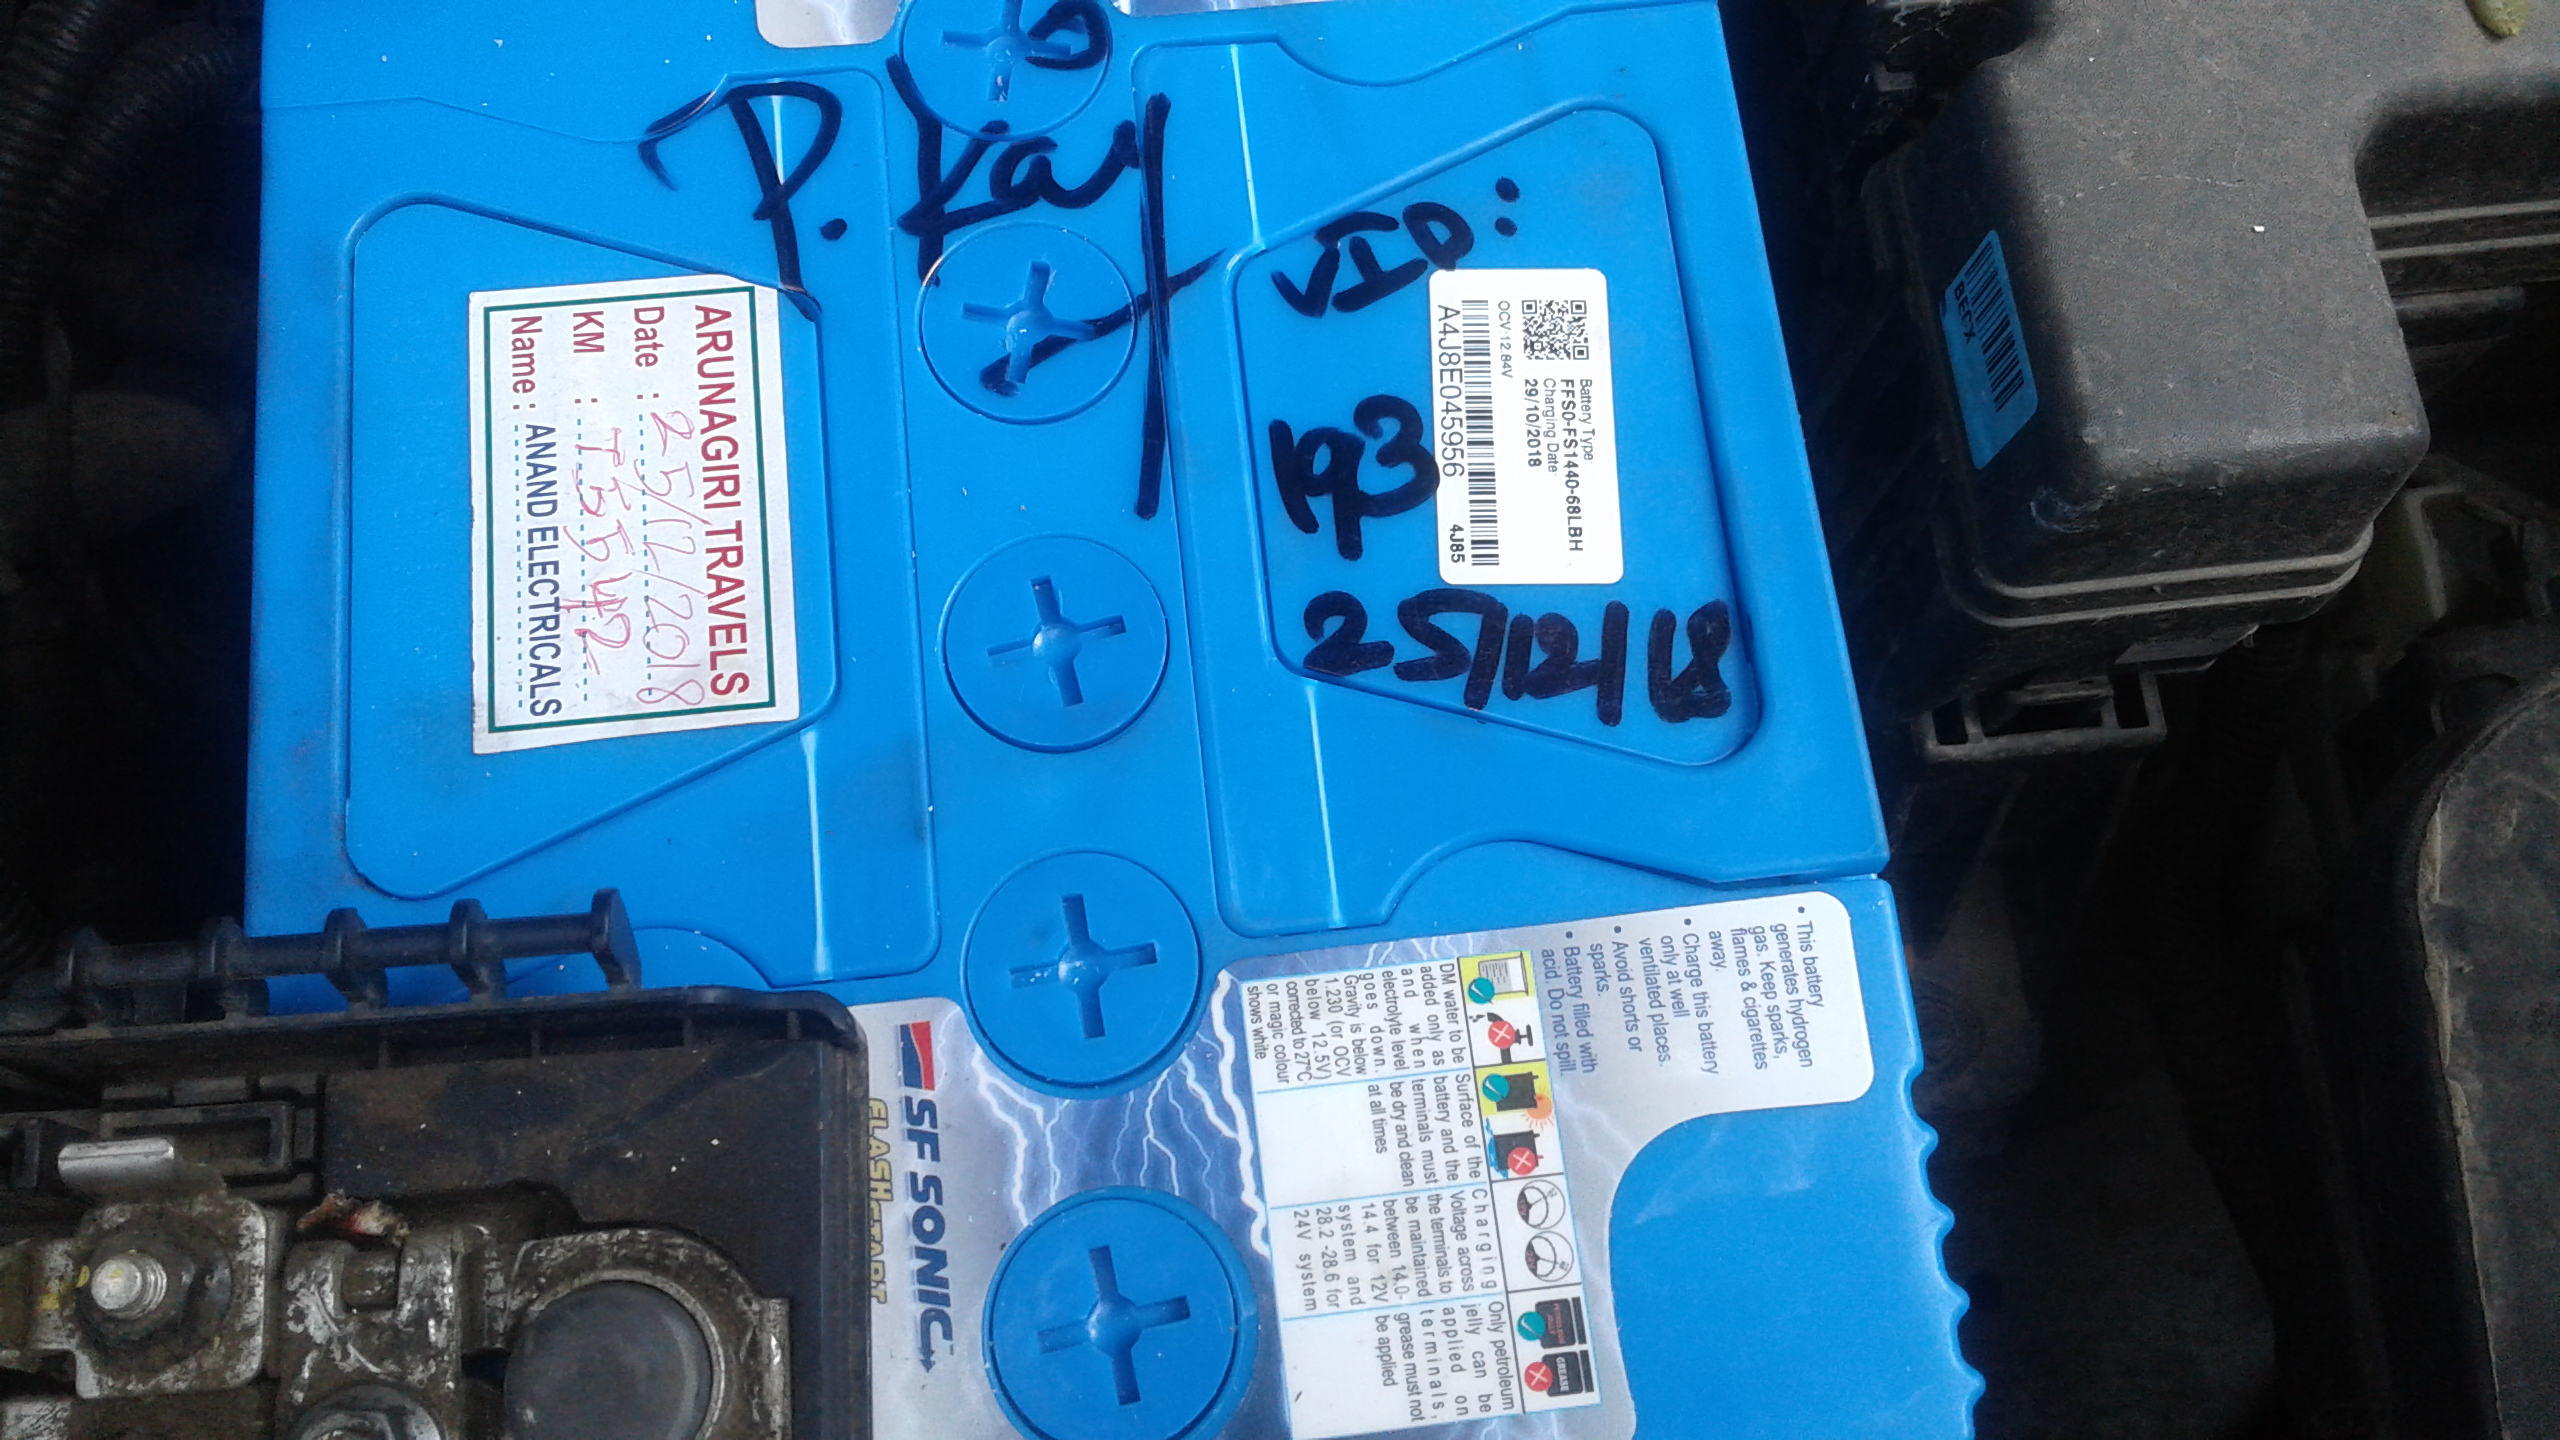 ARUNAGIRI TRAVELS
Date : 25/12/2018
KM : 75542
Name : ANAND ELECTRICALS
P.
Battery Type:
FFS0-FS1440-68LBH
Charging Date
29/10/2018
OCV:12.84V
A4J8E045956
4J85
93
25/12/18
BECX
• This battery
generates hydrogen
gas. Keep sparks,
flames & cigarettes
away.
• Charge this battery
only at well
ventilated places.
• Avoid shorts or
sparks.
• Battery filled with
acid. Do not spill.
DM water to be
added only as
and when
electrolyte level
goes down.
Gravity is below
1.230 (or OCV
below 12.5V)
corrected to 27°C
or magic colour
shows white
Surface of the
battery and the
terminals must
be dry and clean
at all times
Charging
Voltage across
the terminals to
be maintained
between 14.0-
14.4 for 12V
system and
28.2 -28.6 for
24V system
Only petroleum
jelly can be
applied on
terminals,
grease must not
be applied
GREASE
SF SONIC™
FLASH START